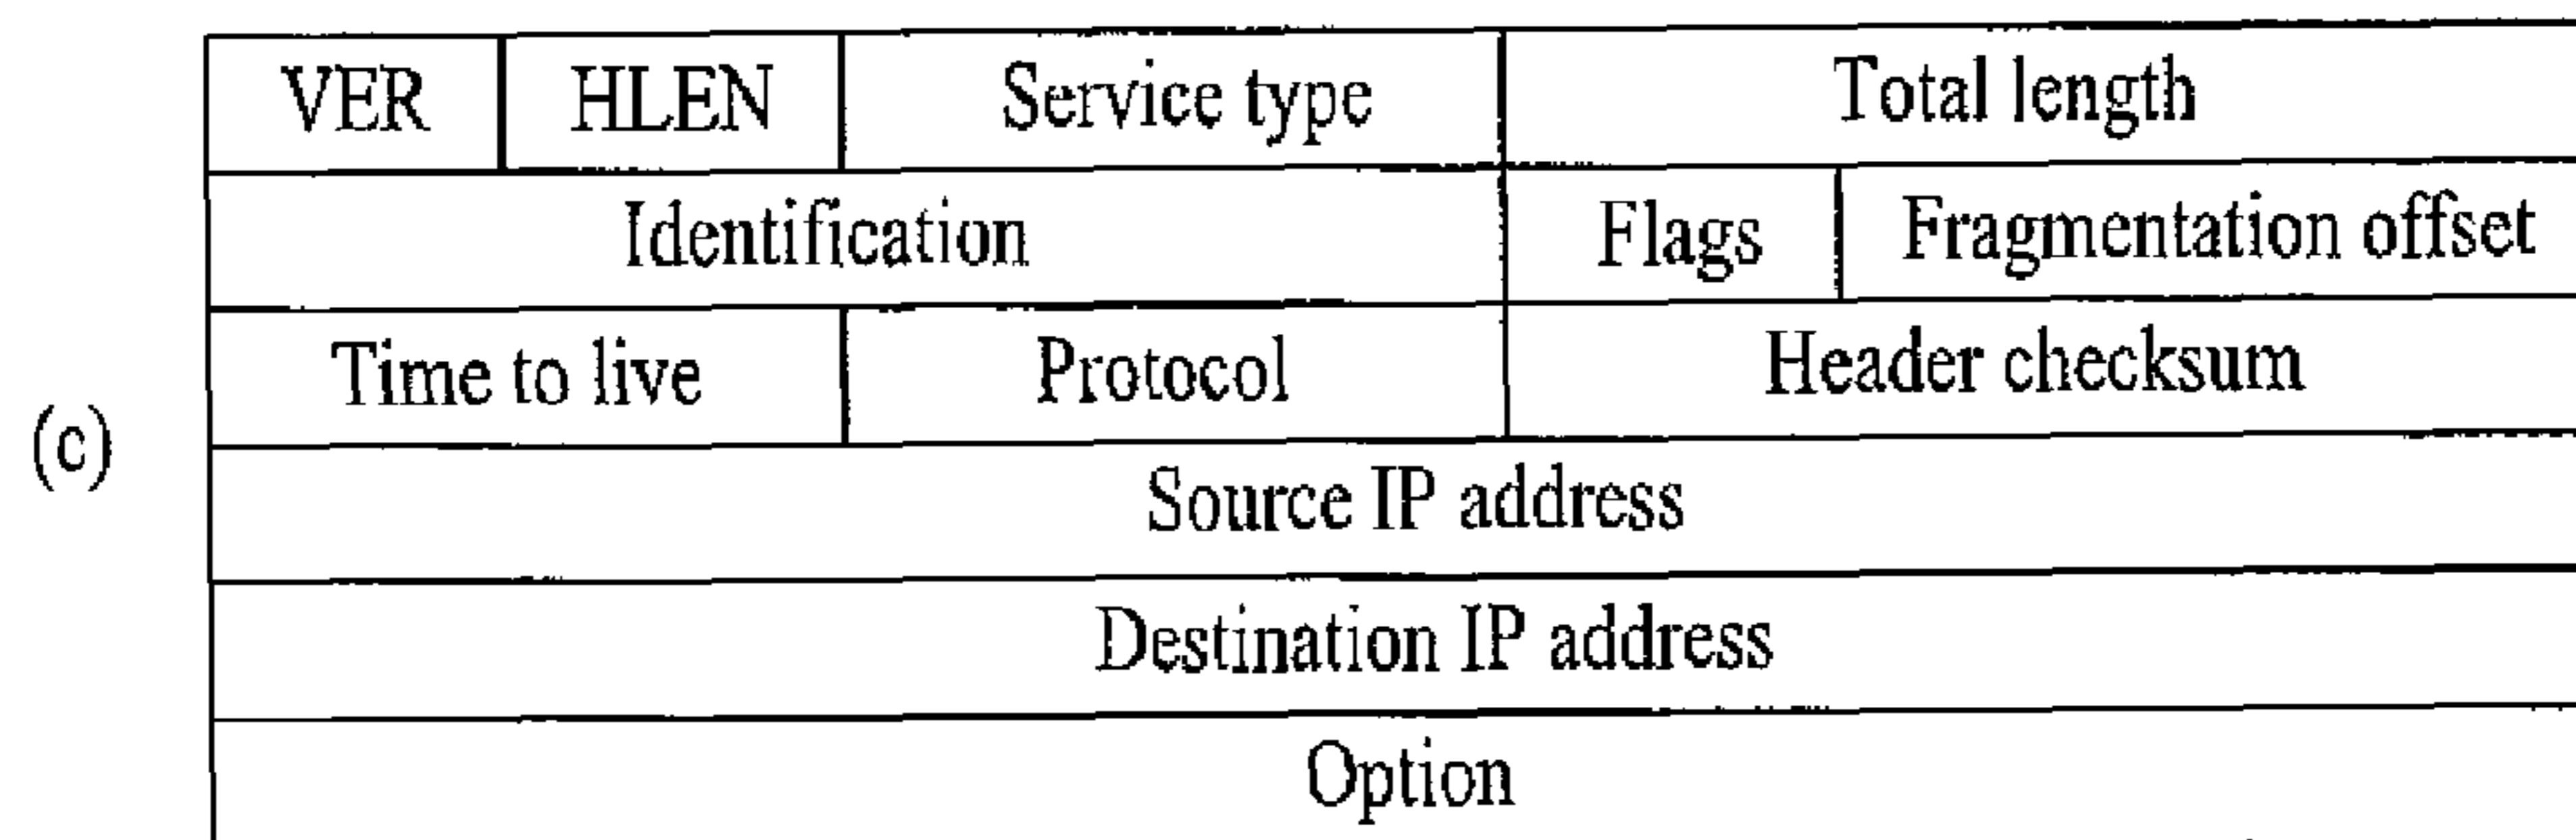 VER HLEN Service type Total length
Identification Flags Fragmentation offset
Time to live Protocol Header checksum
(c)
Source IP address
Destination IP address
Option